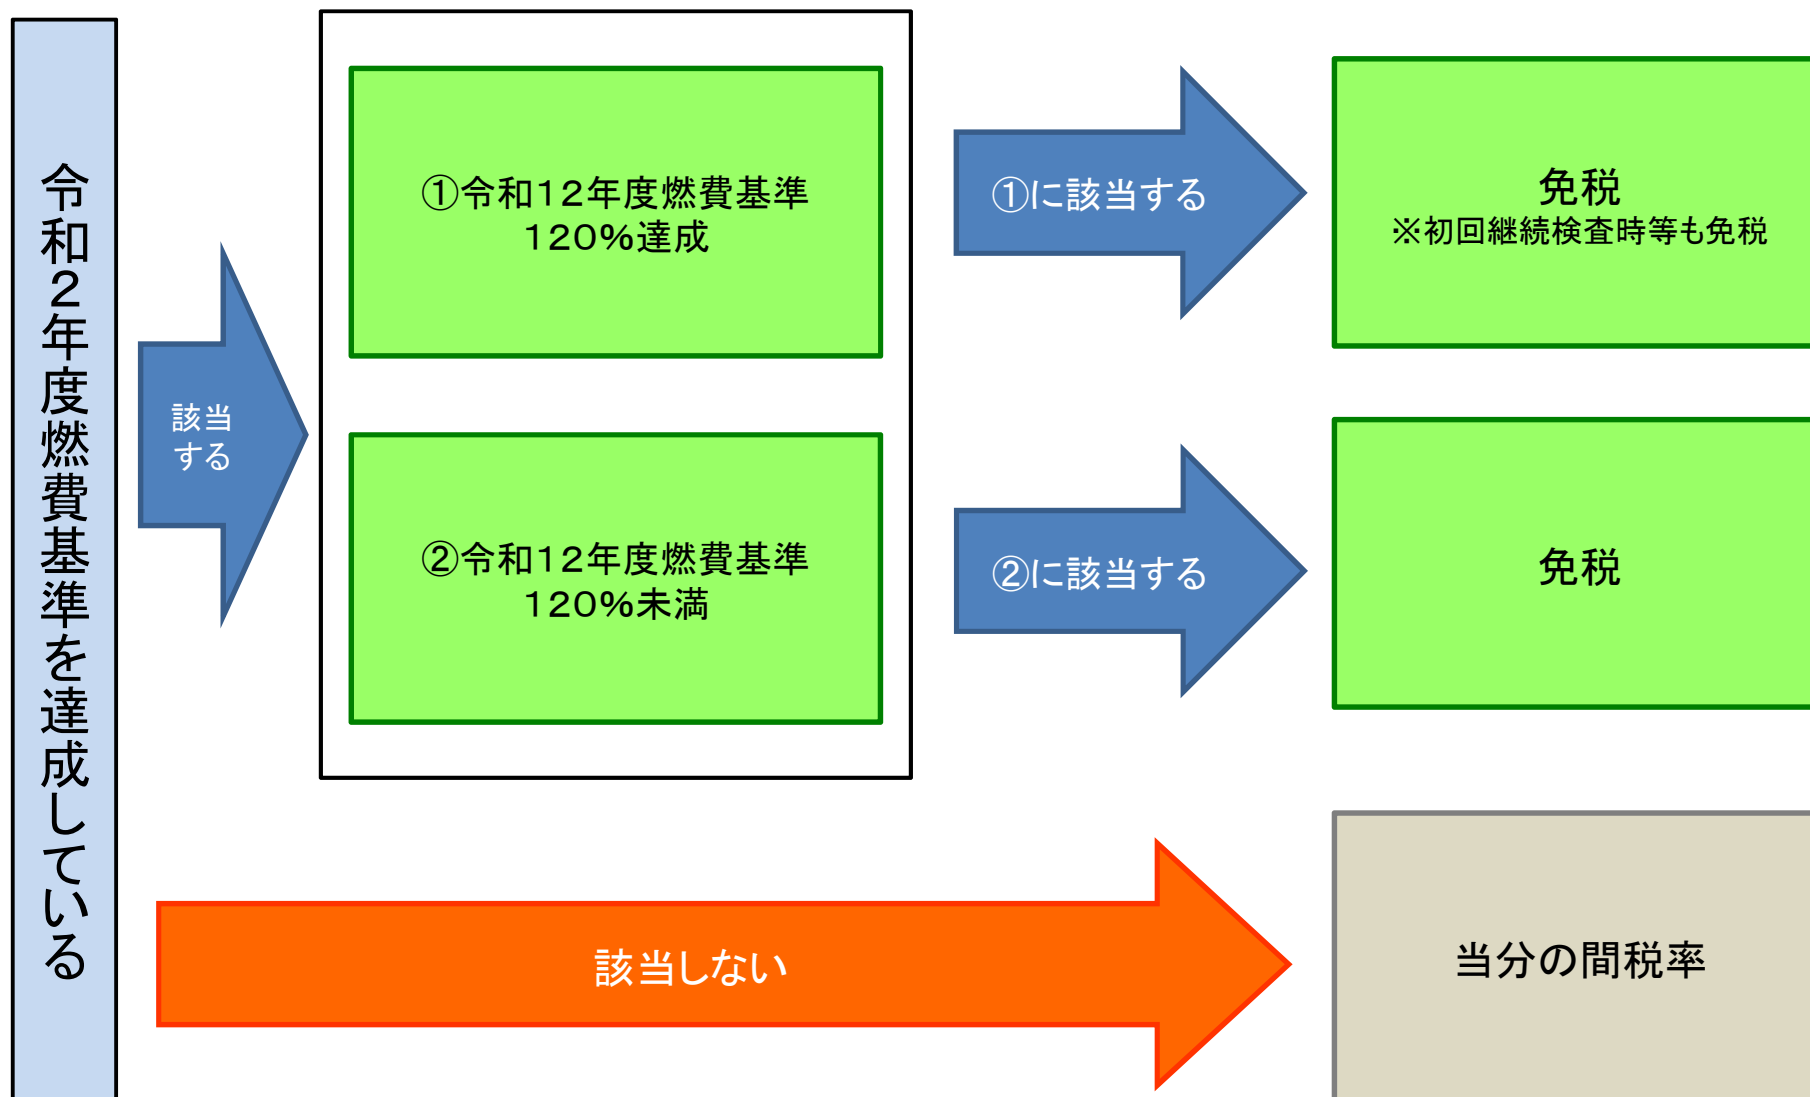 令和２年度燃費基準を達成している
該当
する
①令和１２年度燃費基準
１２０％達成
①に該当する
免税
※初回継続検査時等も免税
②令和１２年度燃費基準
１２０％未満
②に該当する
免税
該当しない
当分の間税率